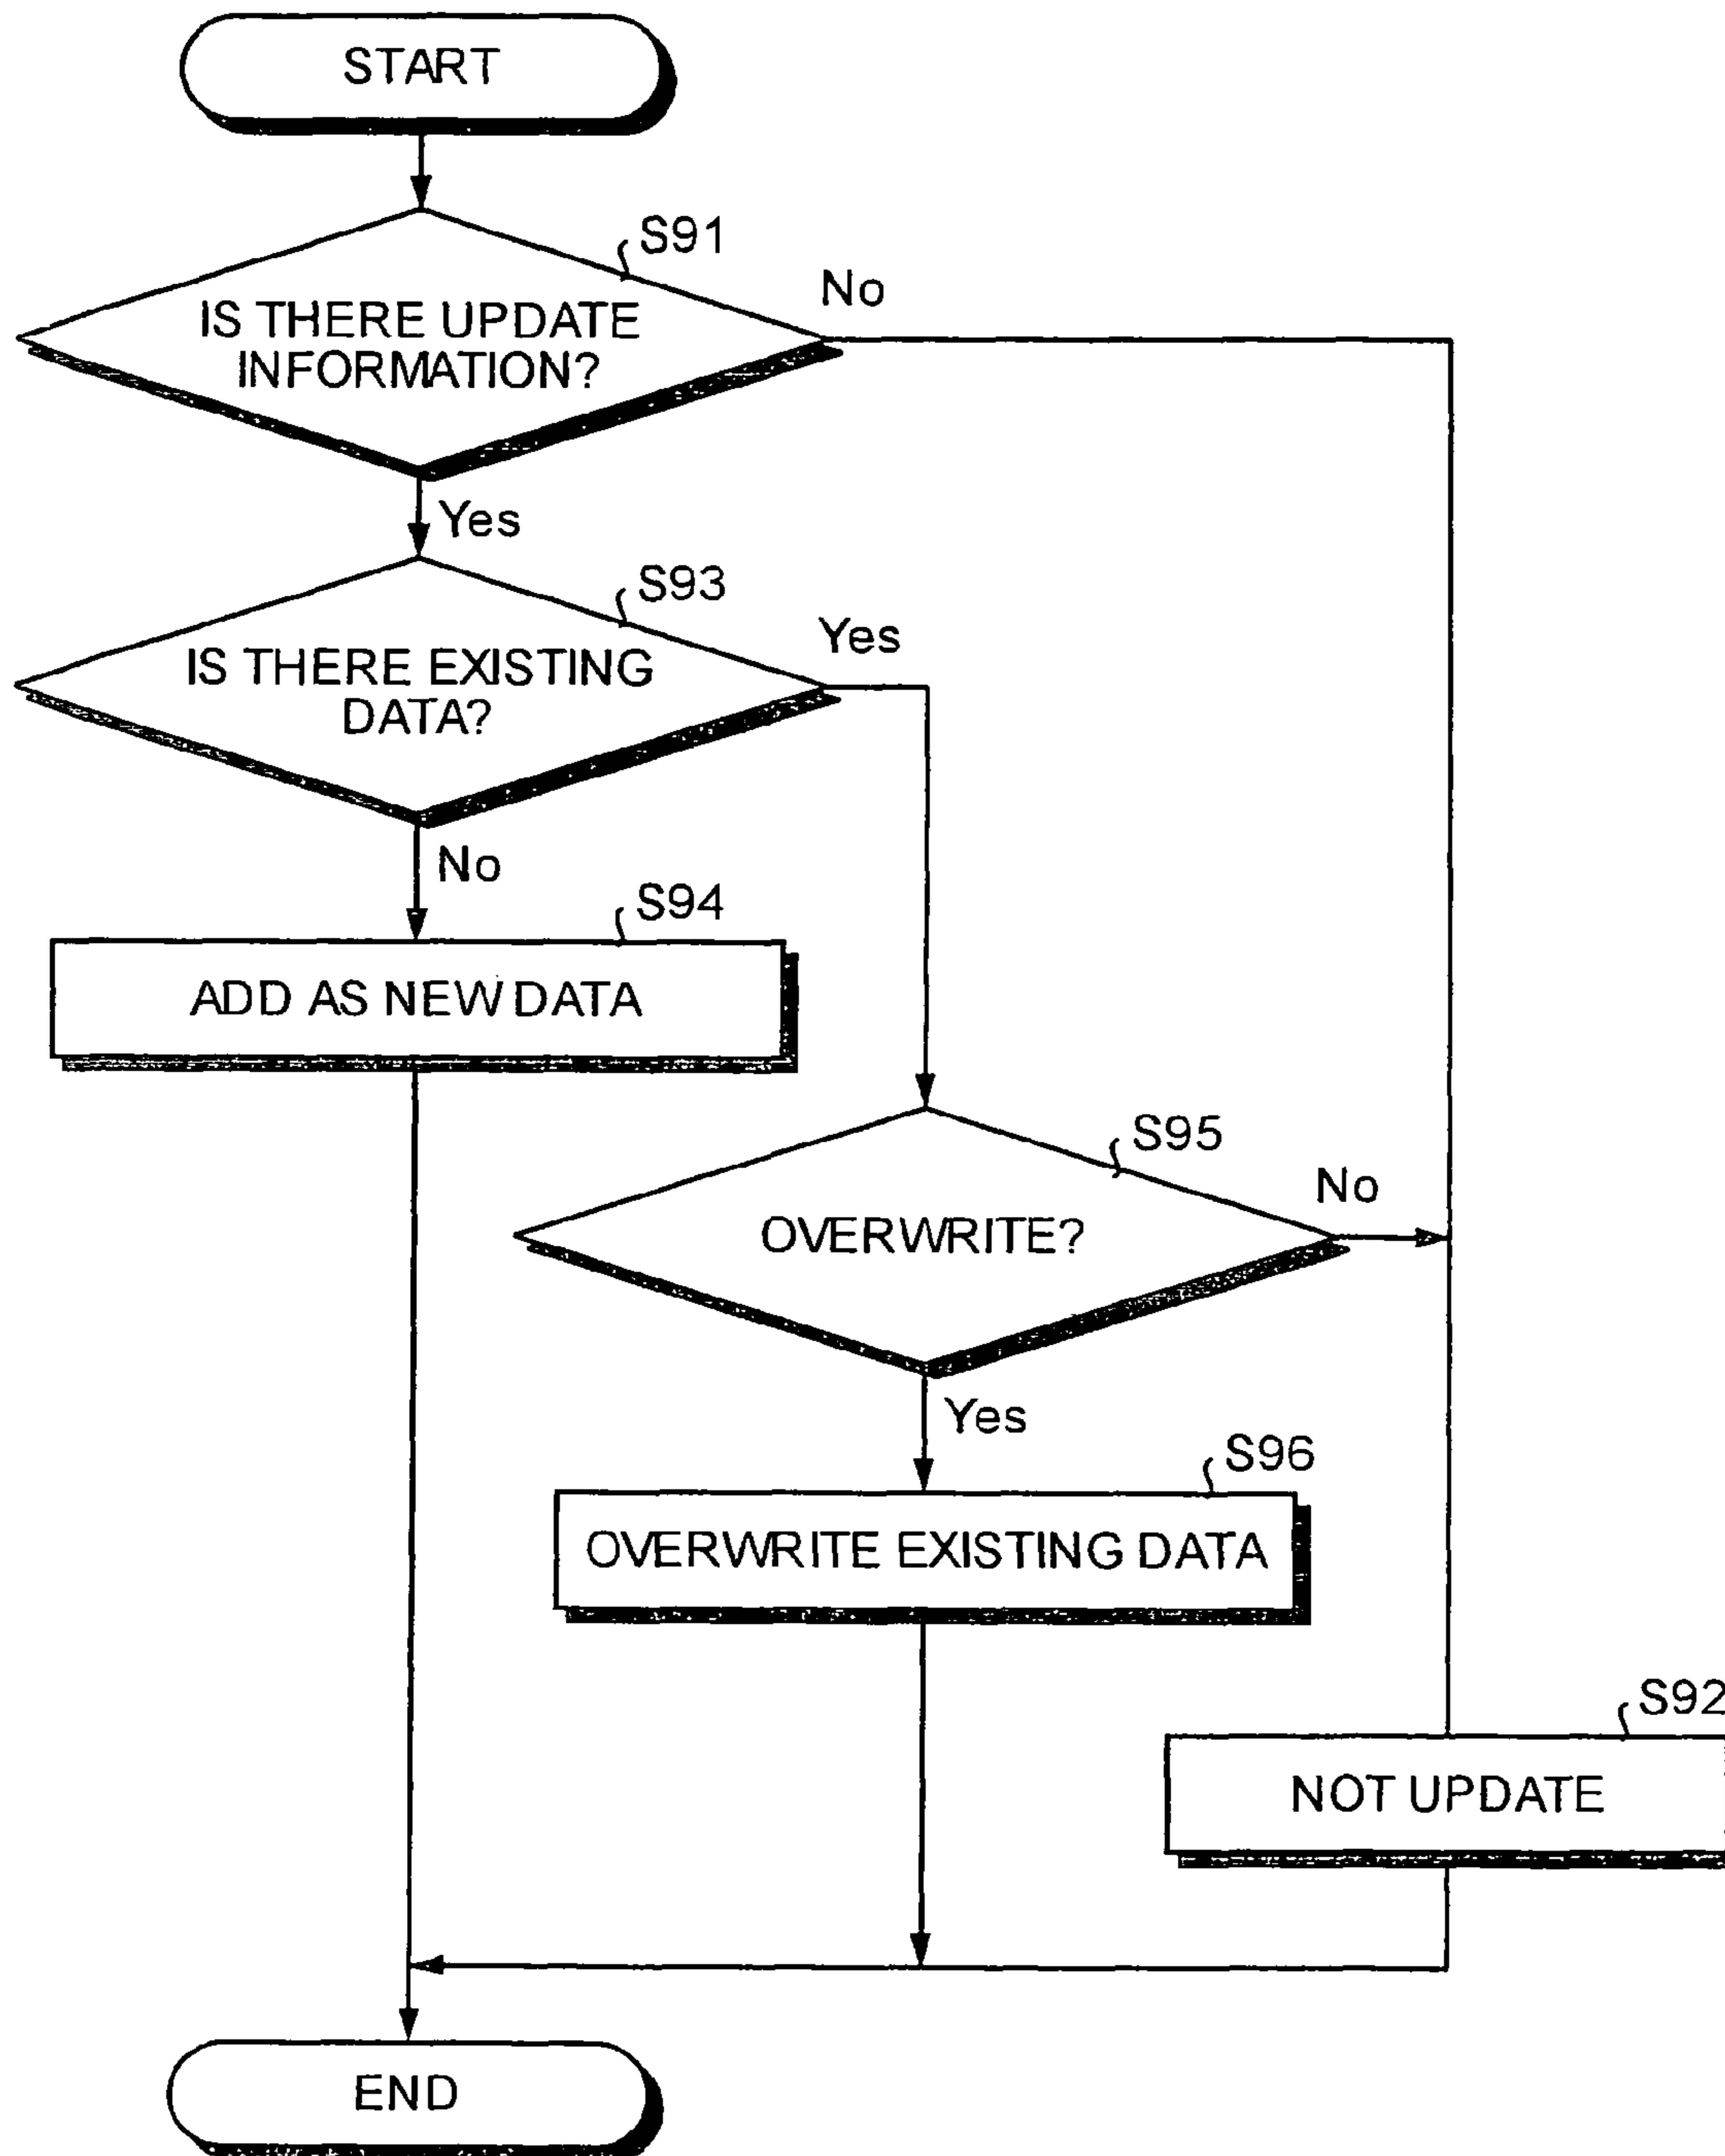 START
S91
No
IS THERE UPDATE
INFORMATION?
Yes
S93
Yes
IS THERE EXISTING
DATA?
No
S94
ADD AS NEW DATA
S95
No
OVERWRITE?
Yes
S96
OVERWRITE EXISTING DATA
S92
NOT UPDATE
END